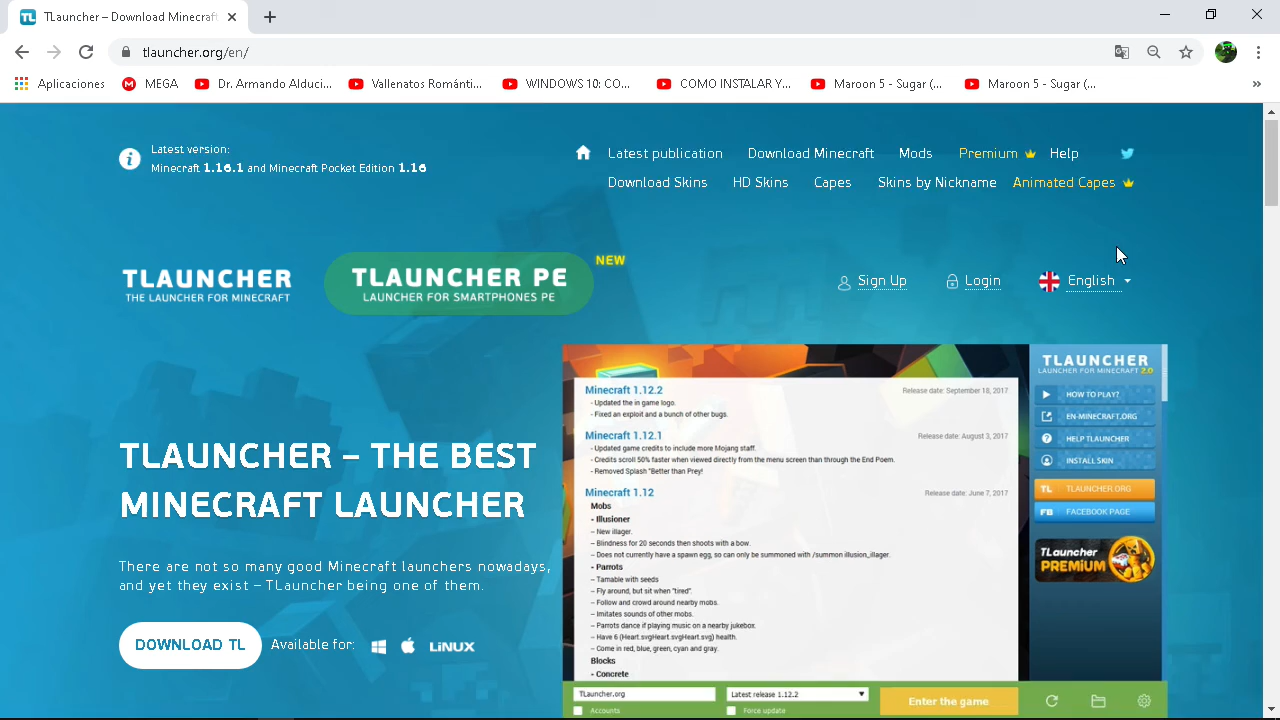 TLauncher – Download Minecraft
tlauncher.org/en/
Aplicaciones
MEGA
Dr. Armando Alduci...
Vallenatos Romànti...
WINDOWS 10: CO...
COMO INSTALAR Y...
Maroon 5 - Sugar (...
Maroon 5 - Sugar (...
Latest version:
Minecraft 1.16.1 and Minecraft Pocket Edition 1.16
Latest publication
Download Minecraft
Mods
Premium
Help
Download Skins
HD Skins
Capes
Skins by Nickname
Animated Capes
TLAUNCHER
THE LAUNCHER FOR MINECRAFT
TLAUNCHER PE
LAUNCHER FOR SMARTPHONES PE
NEW
Sign Up
Login
English
TLAUNCHER – THE BEST
MINECRAFT LAUNCHER
There are not so many good Minecraft launchers nowadays,
and yet they exist – TLauncher being one of them.
DOWNLOAD TL
Available for:
LiNUX
Minecraft 1.12.2
Release date: September 18, 2017
- Updated the in game logo.
- Fixed an exploit and a bunch of other bugs.
Minecraft 1.12.1
Release date: August 3, 2017
- Updated game credits to include more Mojang staff.
- Credits scroll 50% faster when viewed directly from the menu screen than through the End Poem.
- Removed Splash "Better than Prey!
Minecraft 1.12
Release date: June 7, 2017
Mobs
- Illusioner
– New illager.
– Blindness for 20 seconds then shoots with a bow.
– Does not currently have a spawn egg, so can only be summoned with /summon illusion_illager.
- Parrots
– Tamable with seeds
– Fly around, but sit when "tired".
– Follow and crowd around nearby mobs.
– Imitates sounds of other mobs.
– Parrots dance if playing music on a nearby jukebox.
– Have 6 (Heart.svgHeart.svgHeart.svg) health.
– Come in red, blue, green, cyan and gray.
Blocks
- Concrete
TLAUNCHER
LAUNCHER FOR MINECRAFT 2.0
HOW TO PLAY?
EN-MINECRAFT.ORG
HELP TLAUNCHER
INSTALL SKIN
TL TLAUNCHER.ORG
FB FACEBOOK PAGE
TLauncher
PREMIUM
TLauncher.org
Latest release 1.12.2
Enter the game
Accounts
Force update